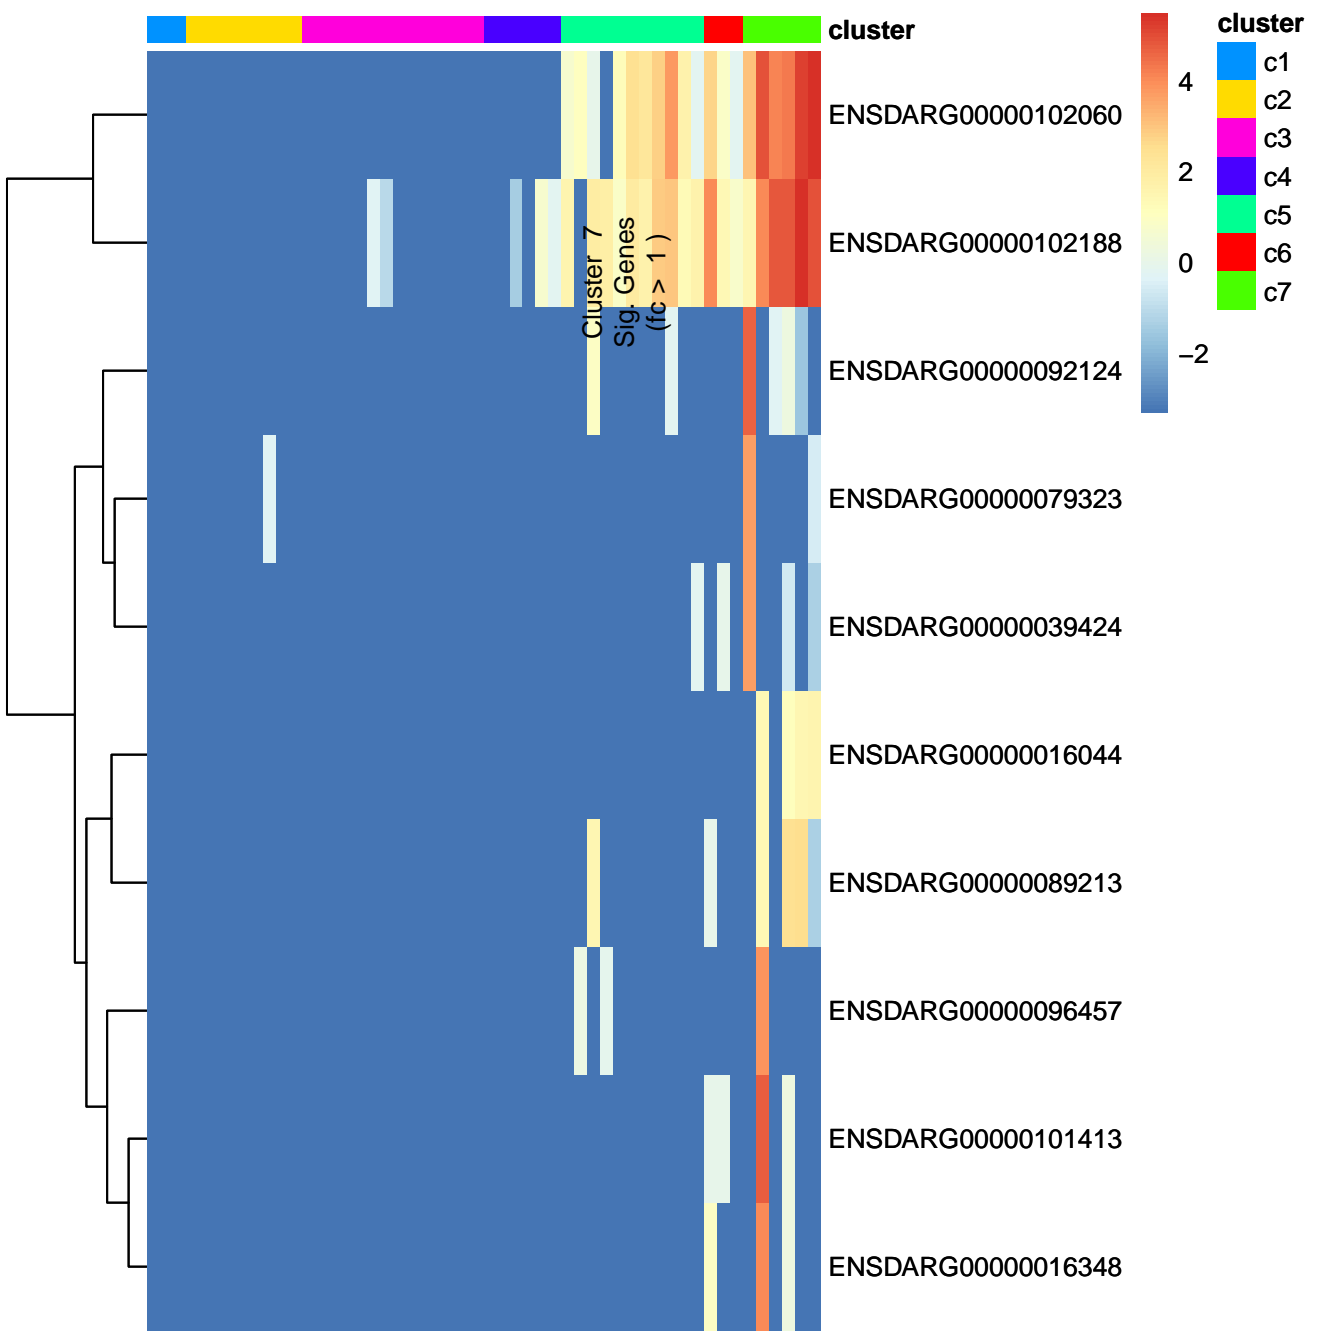 cluster
ENSDARG00000102060
ENSDARG00000102188
ENSDARG00000092124
ENSDARG00000079323
ENSDARG00000039424
ENSDARG00000016044
ENSDARG00000089213
ENSDARG00000096457
ENSDARG00000101413
ENSDARG00000016348
Cluster 7
Sig. Genes
(fc > 1 )
4
2
0
−2
cluster
c1
c2
c3
c4
c5
c6
c7